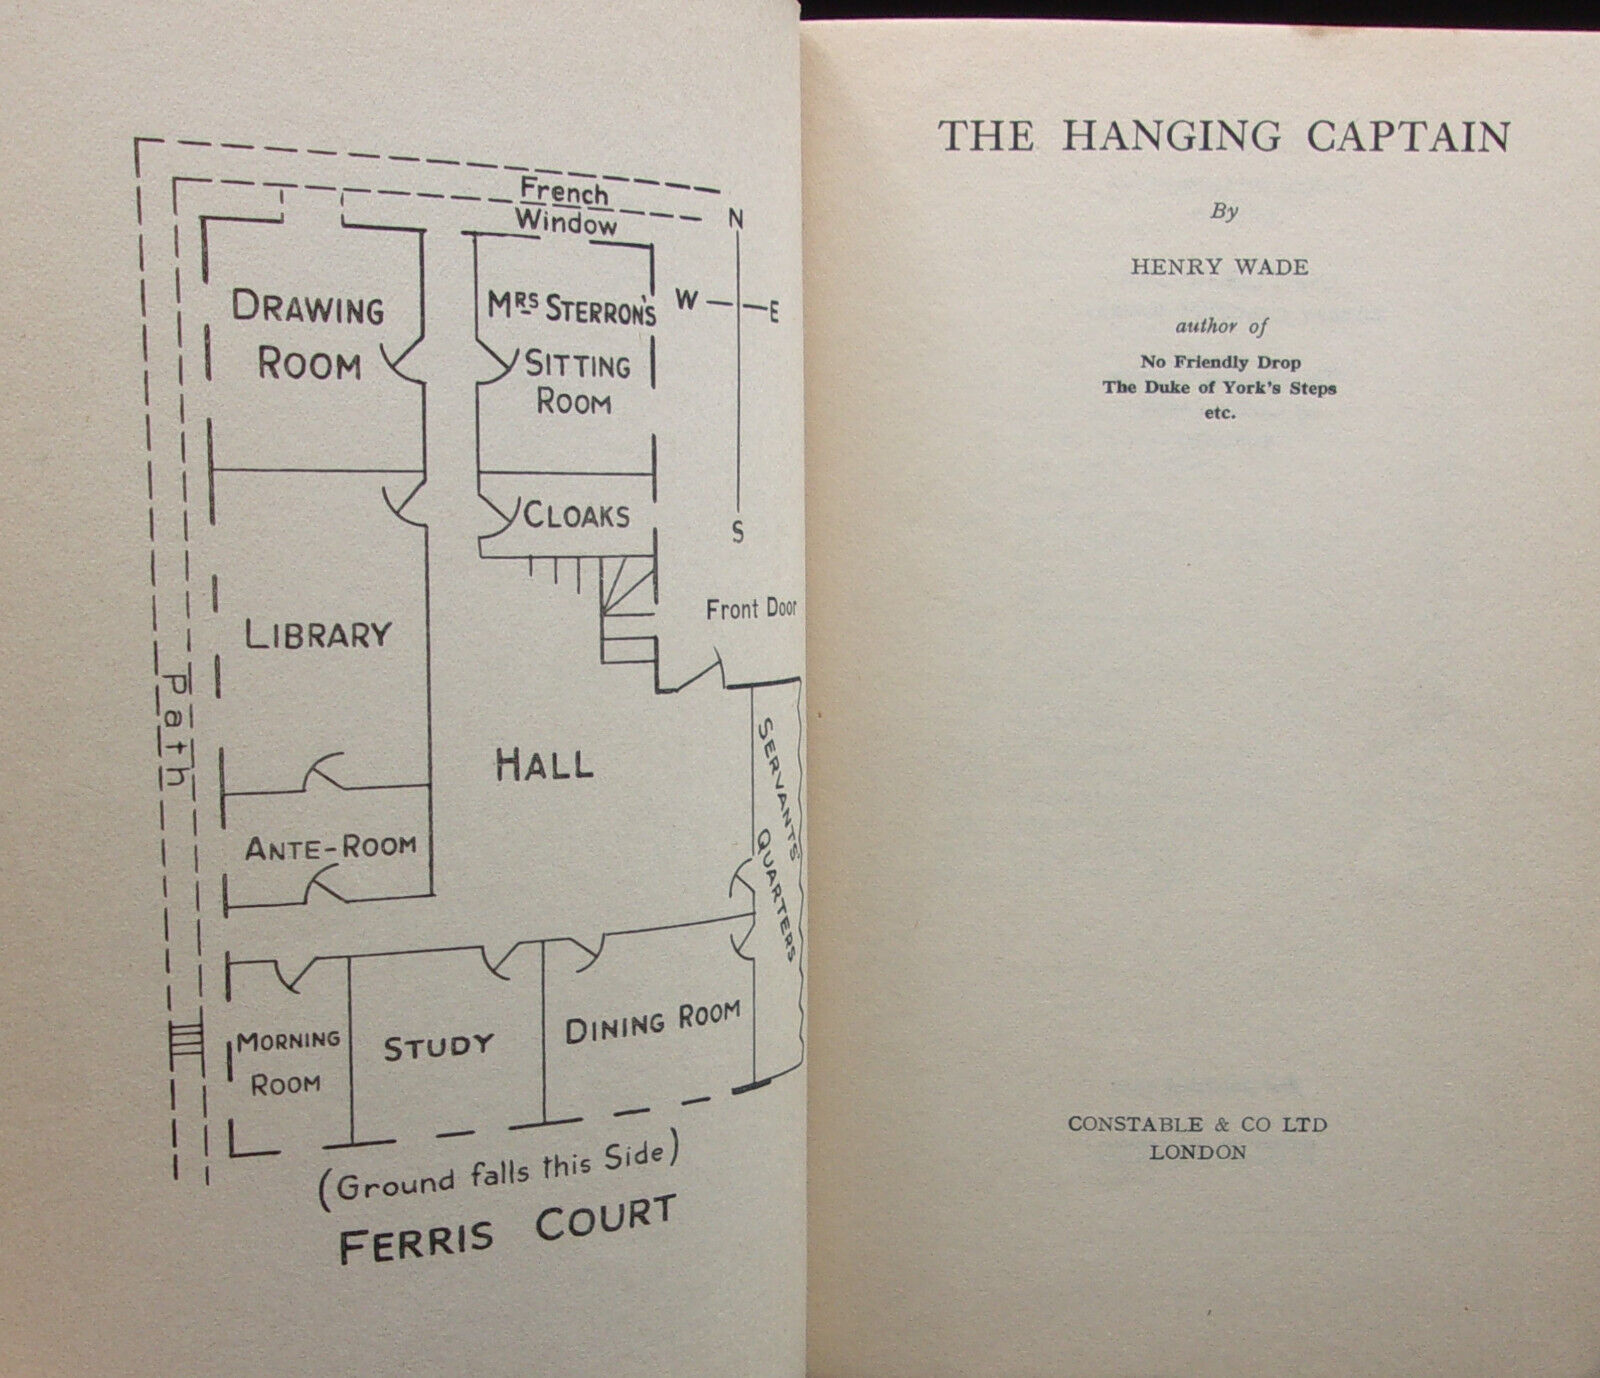 French
Window
N
DRAWING
ROOM
MRS STERRON'S
SITTING
ROOM
W
E
CLOAKS
S
Front Door
LIBRARY
Path
HALL
SERVANTS'
QUARTERS
ANTE-ROOM
MORNING
ROOM
STUDY
DINING ROOM
(Ground falls this Side)
FERRIS COURT
THE HANGING CAPTAIN
By
HENRY WADE
author of
No Friendly Drop
The Duke of York's Steps
etc.
CONSTABLE & CO LTD
LONDON